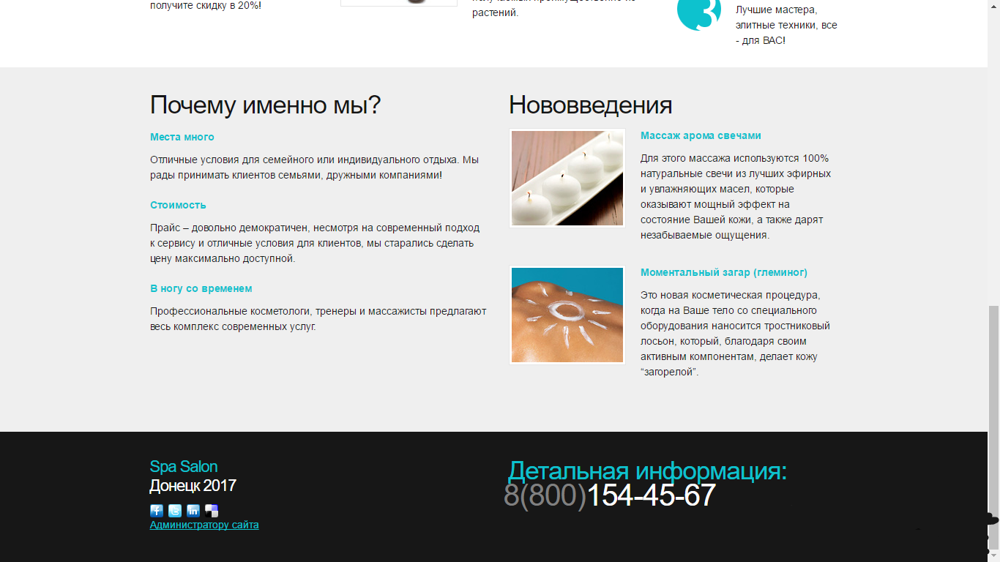 получите скидку в 20%!
растений.
3
Лучшие мастера,
элитные техники, все
- для ВАС!
Почему именно мы?
Места много
Отличные условия для семейного или индивидуального отдыха. Мы
рады принимать клиентов семьями, дружными компаниями!
Стоимость
Прайс – довольно демократичен, несмотря на современный подход
к сервису и отличные условия для клиентов, мы старались сделать
цену максимально доступной.
В ногу со временем
Профессиональные косметологи, тренеры и массажисты предлагают
весь комплекс современных услуг.
Нововведения
Массаж арома свечами
Для этого массажа используются 100%
натуральные свечи из лучших эфирных
и увлажняющих масел, которые
оказывают мощный эффект на
состояние Вашей кожи, а также дарят
незабываемые ощущения.
Моментальный загар (глеминог)
Это новая косметическая процедура,
когда на Ваше тело со специального
оборудования наносится тростниковый
лосьон, который, благодаря своим
активным компонентам, делает кожу
“загорелой”.
Spa Salon
Донецк 2017
Администратору сайта
Детальная информация:
8(800)154-45-67